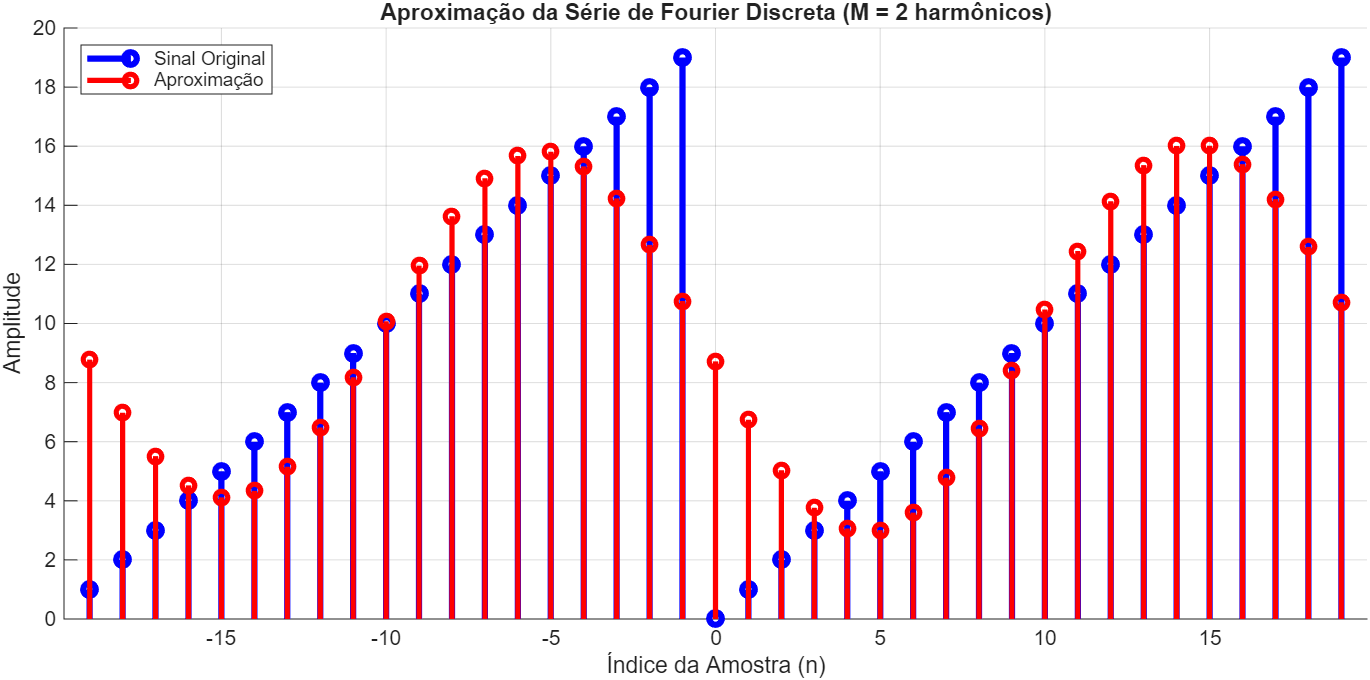 Aproximação da Série de Fourier Discreta (M = 2 harmônicos)
Sinal Original
Aproximação
Amplitude
20
18
16
14
12
10
8
6
4
2
0
-15 -10 -5 0 5 10 15
Índice da Amostra (n)